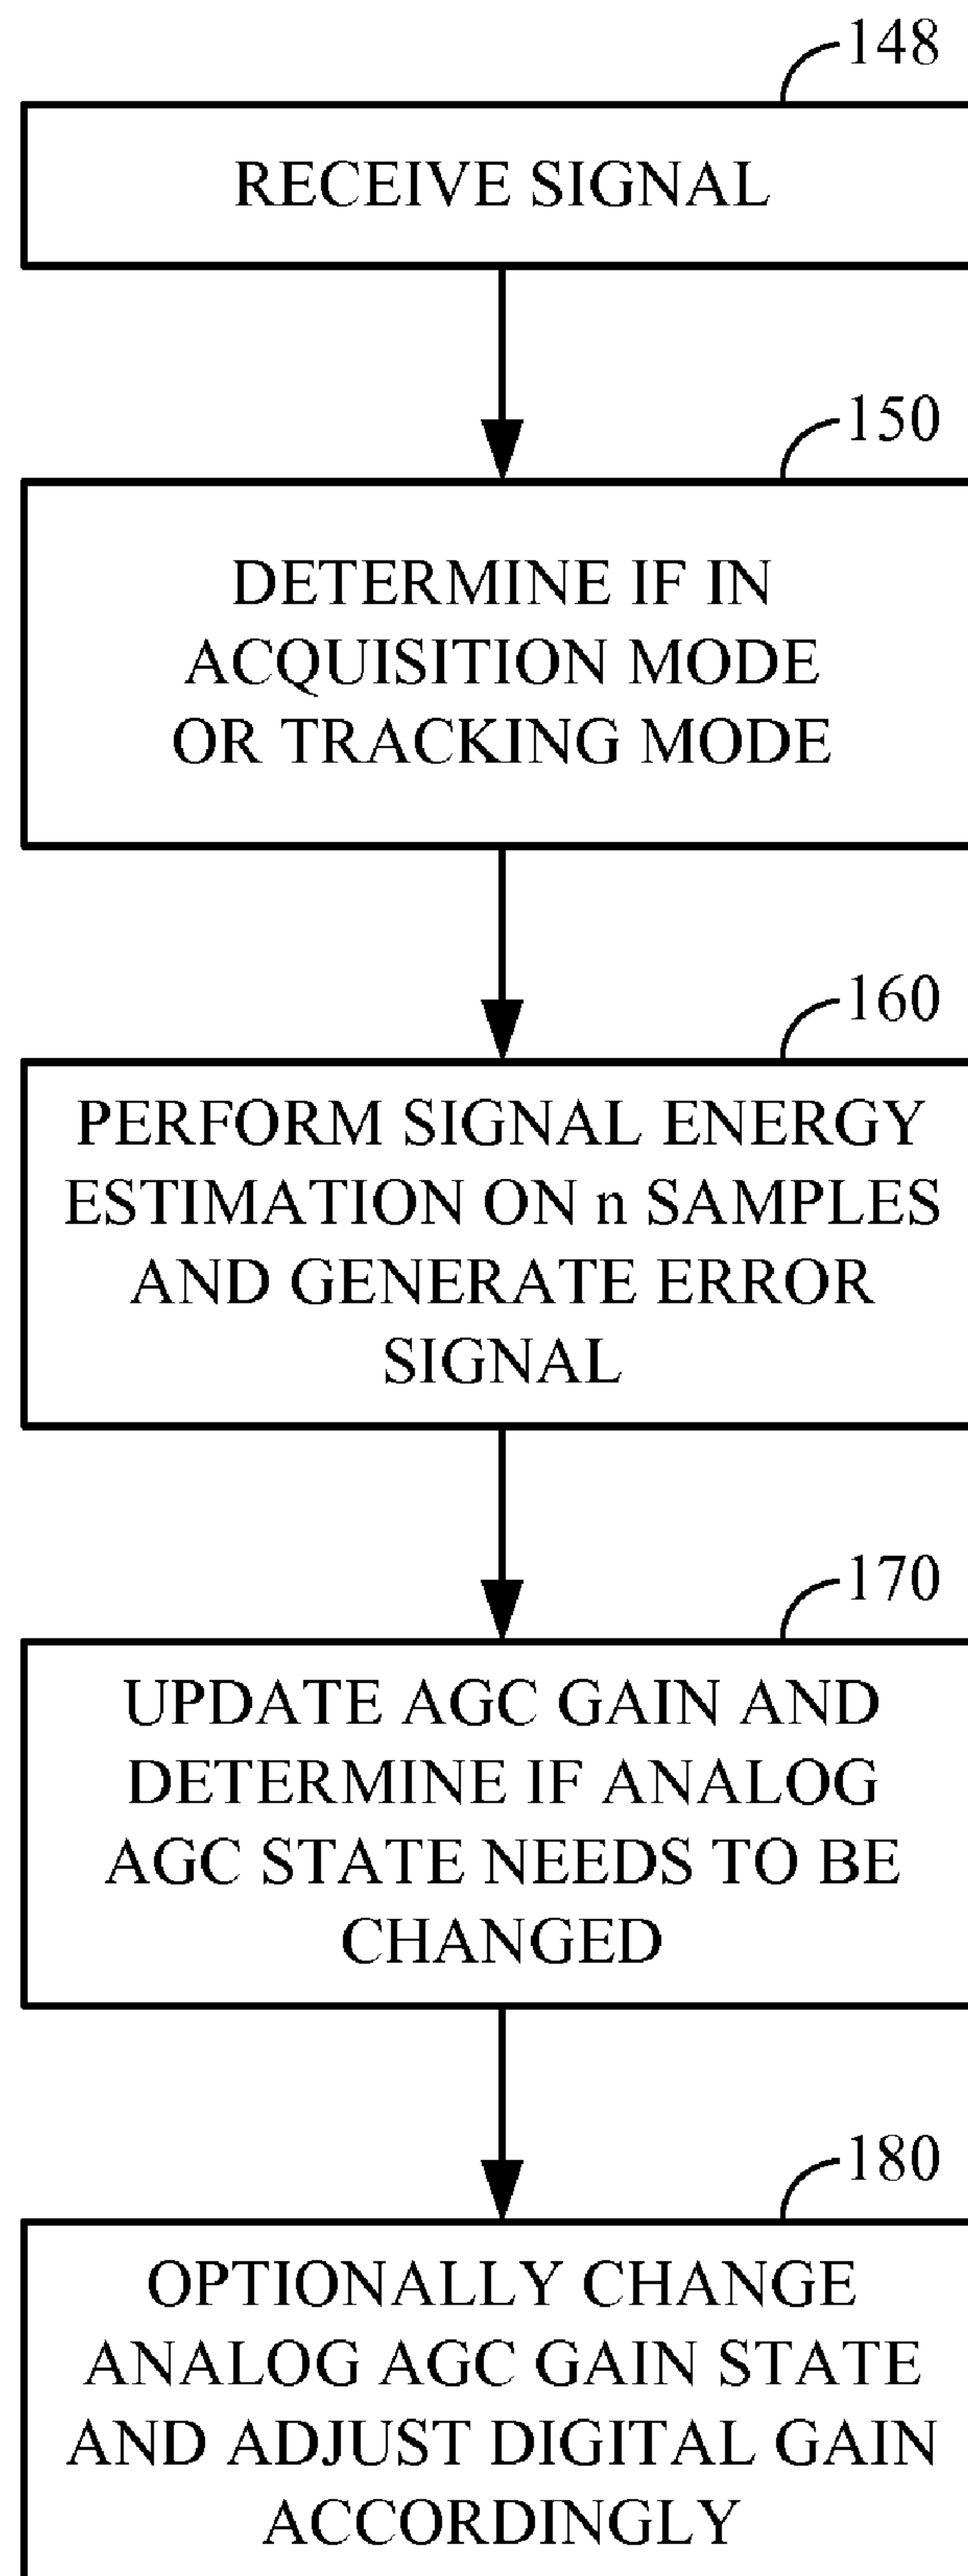 148
RECEIVE SIGNAL
150
DETERMINE IF IN
ACQUISITION MODE
OR TRACKING MODE
160
PERFORM SIGNAL ENERGY
ESTIMATION ON n SAMPLES
AND GENERATE ERROR
SIGNAL
170
UPDATE AGC GAIN AND
DETERMINE IF ANALOG
AGC STATE NEEDS TO BE
CHANGED
180
OPTIONALLY CHANGE
ANALOG AGC GAIN STATE
AND ADJUST DIGITAL GAIN
ACCORDINGLY